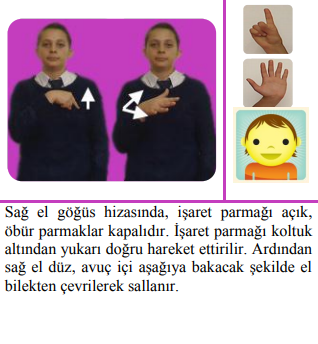 Sağ el göğüs hizasında, işaret parmağı açık,
öbür parmaklar kapalıdır. İşaret parmağı koltuk
altından yukarı doğru hareket ettirilir. Ardından
sağ el düz, avuç içi aşağıya bakacak şekilde el
bilekten çevrilerek sallanır.